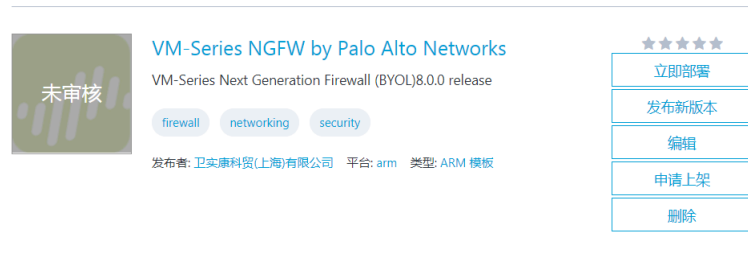 未审核
VM-Series NGFW by Palo Alto Networks
VM-Series Next Generation Firewall (BYOL)8.0.0 release
firewall networking security
发布者: 卫实康科贸(上海)有限公司 平台: arm 类型: ARM 模板
立即部署
发布新版本
编辑
申请上架
删除